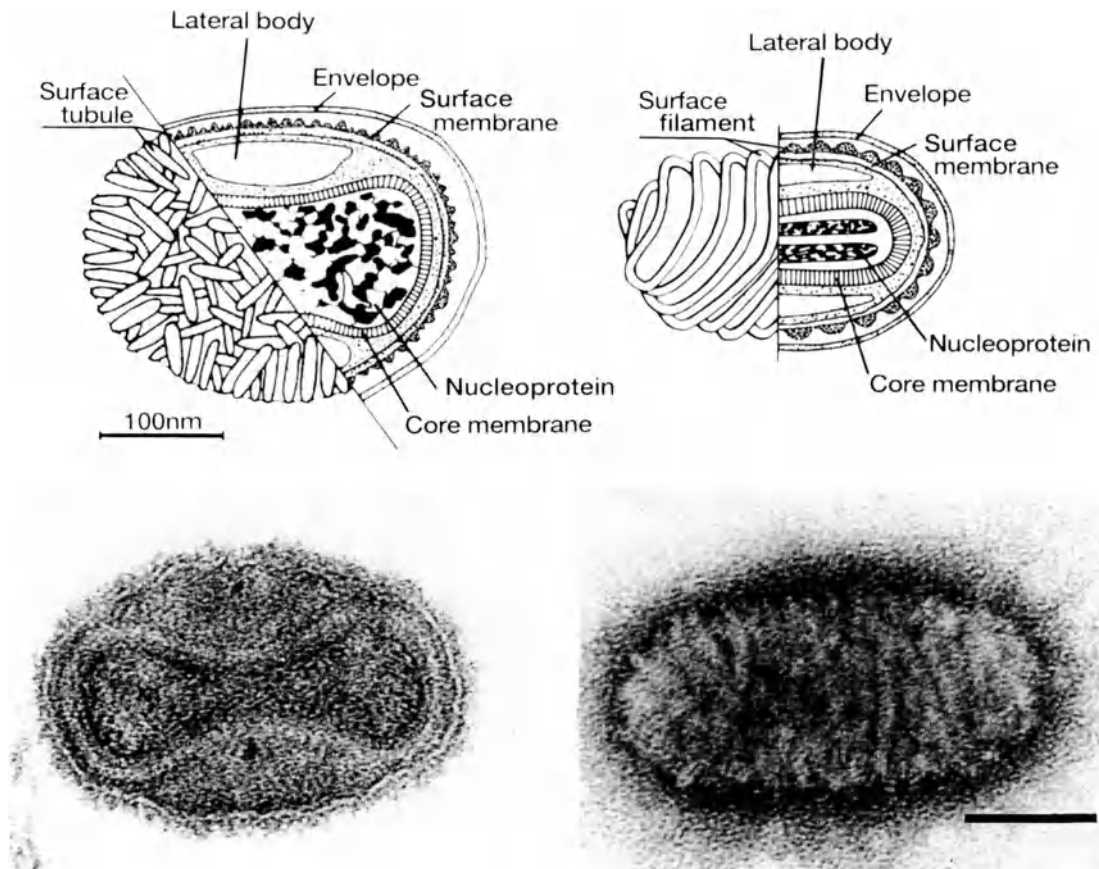 Lateral body
Envelope
Surface
tubule
Surface
membrane
Nucleoprotein
Core membrane
100nm
Lateral body
Surface
filament
Envelope
Surface
membrane
Nucleoprotein
Core membrane